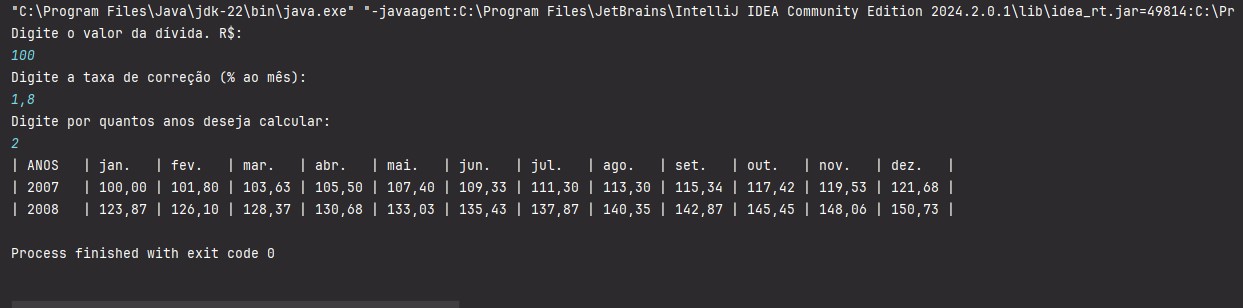 "C:\Program Files\Java\jdk-22\bin\java.exe" "-javaagent:C:\Program Files\JetBrains\IntelliJ IDEA Community Edition 2024.2.0.1\lib\idea_rt.jar=49814:C:\Pr
Digite o valor da dívida. R$:
100
Digite a taxa de correção (% ao mês):
1,8
Digite por quantos anos deseja calcular:
2
| ANOS | jan. | fev. | mar. | abr. | mai. | jun. | jul. | ago. | set. | out. | nov. | dez. |
| 2007 | 100,00 | 101,80 | 103,63 | 105,50 | 107,40 | 109,33 | 111,30 | 113,30 | 115,34 | 117,42 | 119,53 | 121,68 |
| 2008 | 123,87 | 126,10 | 128,37 | 130,68 | 133,03 | 135,43 | 137,87 | 140,35 | 142,87 | 145,45 | 148,06 | 150,73 |
Process finished with exit code 0